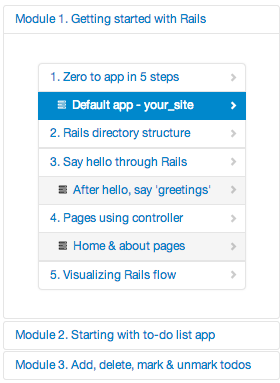 Module 1. Getting started with Rails
1. Zero to app in 5 steps
Default app - your_site
2. Rails directory structure
3. Say hello through Rails
After hello, say 'greetings'
4. Pages using controller
Home & about pages
5. Visualizing Rails flow
Module 2. Starting with to-do list app
Module 3. Add, delete, mark & unmark todos